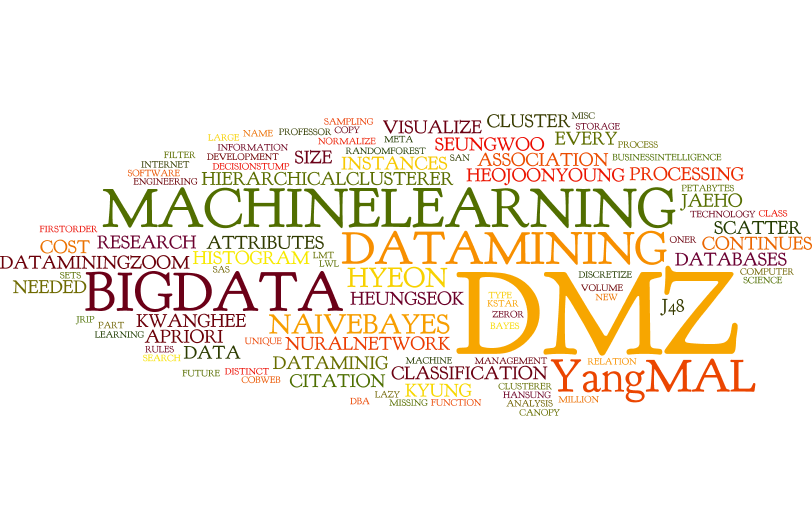 SAMPLING
LARGE NAME PROFESSOR COPY VISUALIZE CLUSTER MISC
STORAGE
INFORMATION NORMALIZE META SEUNGWOO EVERY PROCESS
FILTER DEVELOPMENT SIZE RANDOMFOREST SAN ASSOCIATION BUSINESSINTELLIGENCE
INTERNET DECISIONSTUMP INSTANCES
SOFTWARE
ENGINEERING HIERARCHICALCLUSTERER HEOJOONYOUNG PROCESSING
PETABYTES
MACHINELEARNING JAEHO
TECHNOLOGY CLASS
FIRSTORDER SCATTER
COST RESEARCH ATTRIBUTES DATAMINING ONER CONTINUES
DATAMININGZOOM HISTOGRAM LMT DATABASES
SETS SAS LWL
NEEDED BIGDATA HYEON DMZ DISCRETIZE COMPUTER
SCIENCE
HEUNGSEOK TYPE VOLUME
KSTAR NEW J48
JRIP PART KWANGHEE NAIVEBAYES ZEROR
BAYES
LEARNING APRIORI UNIQUE NURALNETWORK
RULES
SEARCH DATA DATAMINIG MACHINE MANAGEMENT RELATION
FUTURE DISTINCT CITATION CLASSIFICATION YangMAL
COBWEB
KYUNG CLUSTERER
LAZY HANSUNG
DBA MISSING FUNCTION ANALYSIS MILLION
CANOPY